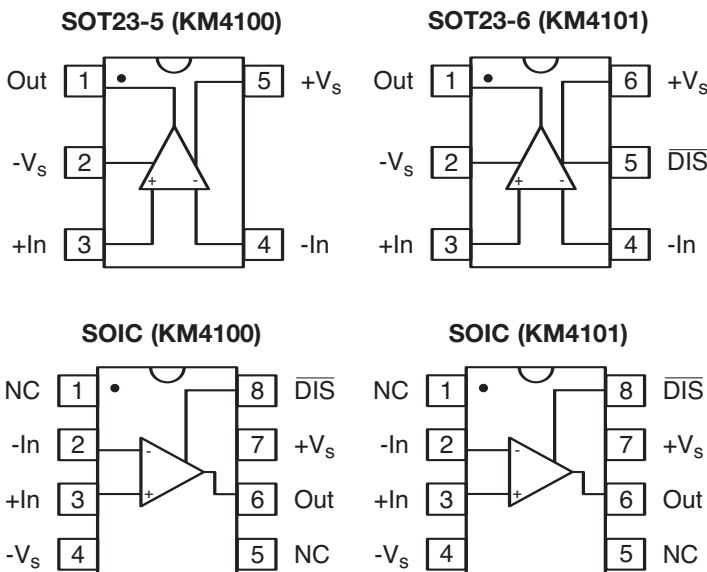 SOT23-5 (KM4100)
Out 1 5 +Vs
-Vs 2
+ -
+In 3 4 -In
SOT23-6 (KM4101)
Out 1 6 +Vs
-Vs 2 5 DIS
+ -
+In 3 4 -In
SOIC (KM4100)
NC 1 8 DIS
-In 2 - 7 +Vs
+In 3 + 6 Out
-Vs 4 5 NC
SOIC (KM4101)
NC 1 8 DIS
-In 2 - 7 +Vs
+In 3 + 6 Out
-Vs 4 5 NC